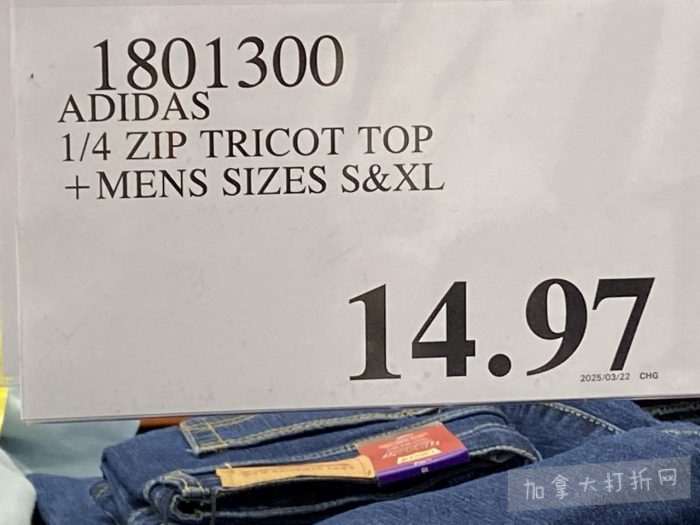 1801300
ADIDAS
1/4 ZIP TRICOT TOP
+MENS SIZES S&XL
14.97
2025/03/22 CHG
加拿大打折网